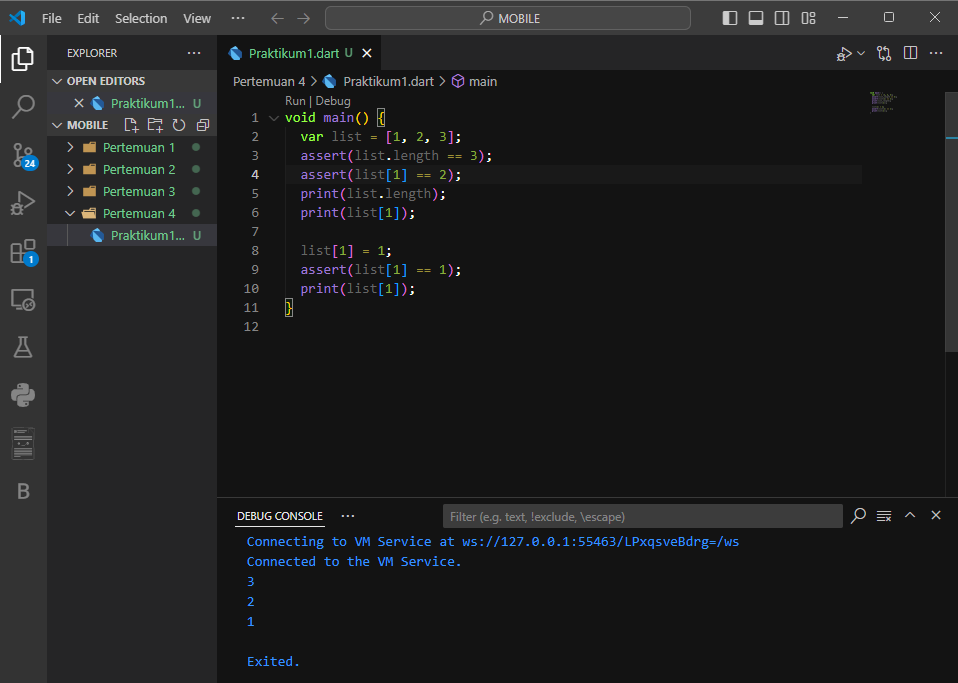 File Edit Selection View ··· MOBILE
EXPLORER ···
OPEN EDITORS
Praktikum1... U
MOBILE
Pertemuan 1
Pertemuan 2
Pertemuan 3
Pertemuan 4
Praktikum1... U
24
1
B
Praktikum1.dart U
Pertemuan 4 > Praktikum1.dart > main
Run | Debug
1 void main() {
2 var list = [1, 2, 3];
3 assert(list.length == 3);
4 assert(list[1] == 2);
5 print(list.length);
6 print(list[1]);
7
8 list[1] = 1;
9 assert(list[1] == 1);
10 print(list[1]);
11 }
12
DEBUG CONSOLE ··· Filter (e.g. text, !exclude, \escape)
Connecting to VM Service at ws://127.0.0.1:55463/LPxqsveBdrg=/ws
Connected to the VM Service.
3
2
1
Exited.